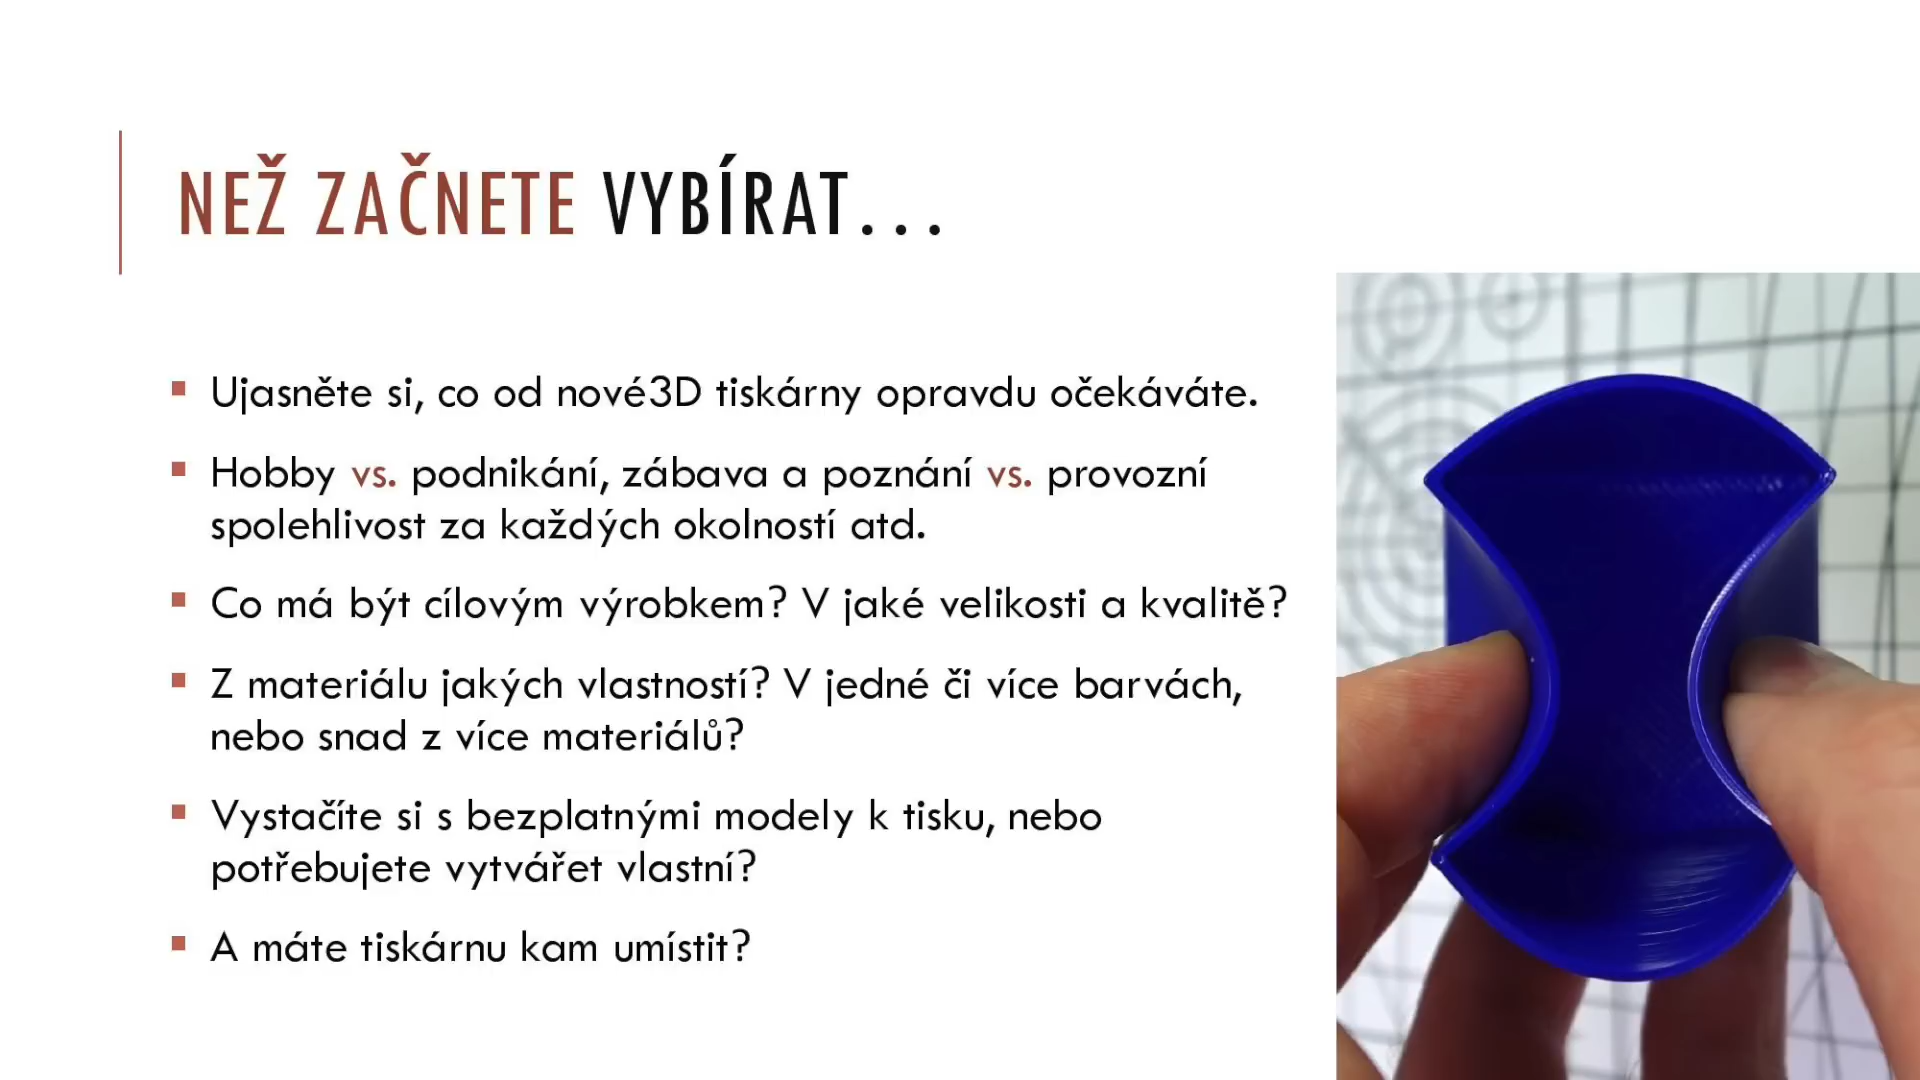 NEŽ ZAČNETE VYBÍRAT...
Ujasněte si, co od nové3D tiskárny opravdu očekáváte.
Hobby vs. podnikání, zábava a poznání vs. provozní
spolehlivost za každých okolností atd.
Co má být cílovým výrobkem? V jaké velikosti a kvalitě?
Z materiálu jakých vlastností? V jedné či více barvách,
nebo snad z více materiálů?
Vystačíte si s bezplatnými modely k tisku, nebo
potřebujete vytvářet vlastní?
A máte tiskárnu kam umístit?